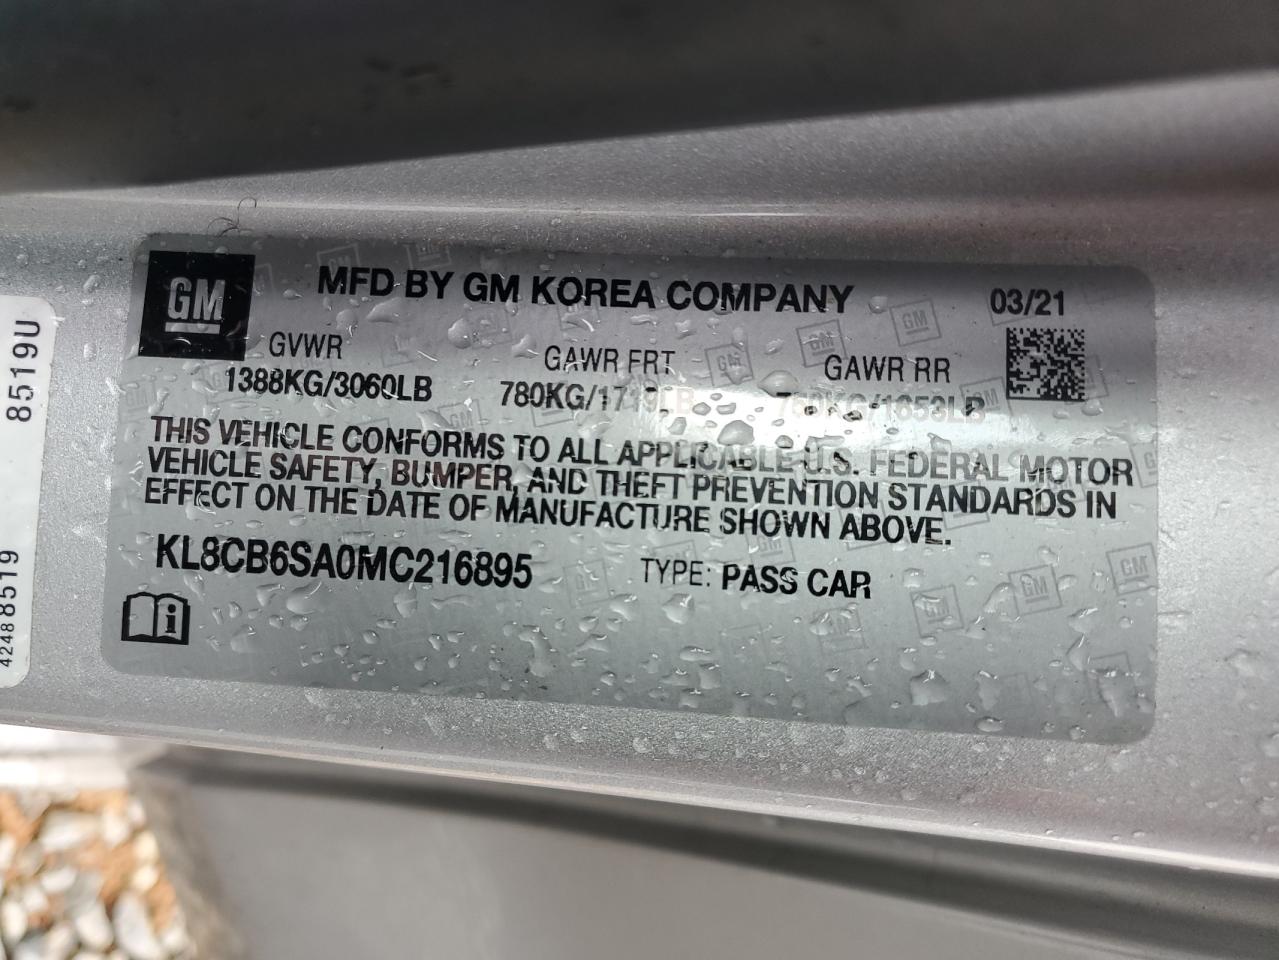 GM
MFD BY GM KOREA COMPANY
03/21
GVWR
GAWR FRT
GAWR RR
1388KG/3060LB
780KG/1719LB
THIS VEHICLE CONFORMS TO ALL APPLICABLE U.S. FEDERAL MOTOR
VEHICLE SAFETY, BUMPER, AND THEFT PREVENTION STANDARDS IN
EFFECT ON THE DATE OF MANUFACTURE SHOWN ABOVE.
KL8CB6SA0MC216895
TYPE: PASS CAR
8519U
42488519